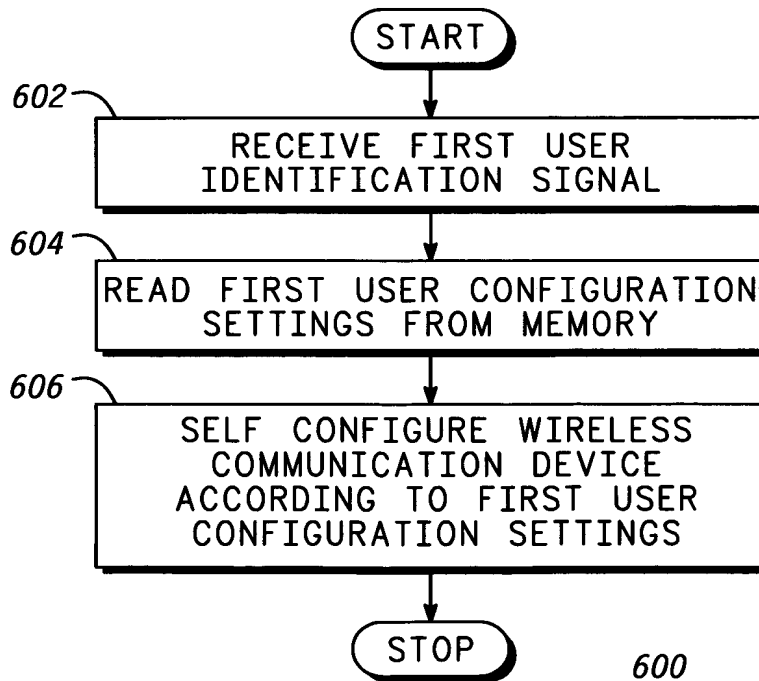 START
602
RECEIVE FIRST USER
IDENTIFICATION SIGNAL
604
READ FIRST USER CONFIGURATION
SETTINGS FROM MEMORY
606
SELF CONFIGURE WIRELESS
COMMUNICATION DEVICE
ACCORDING TO FIRST USER
CONFIGURATION SETTINGS
STOP
600